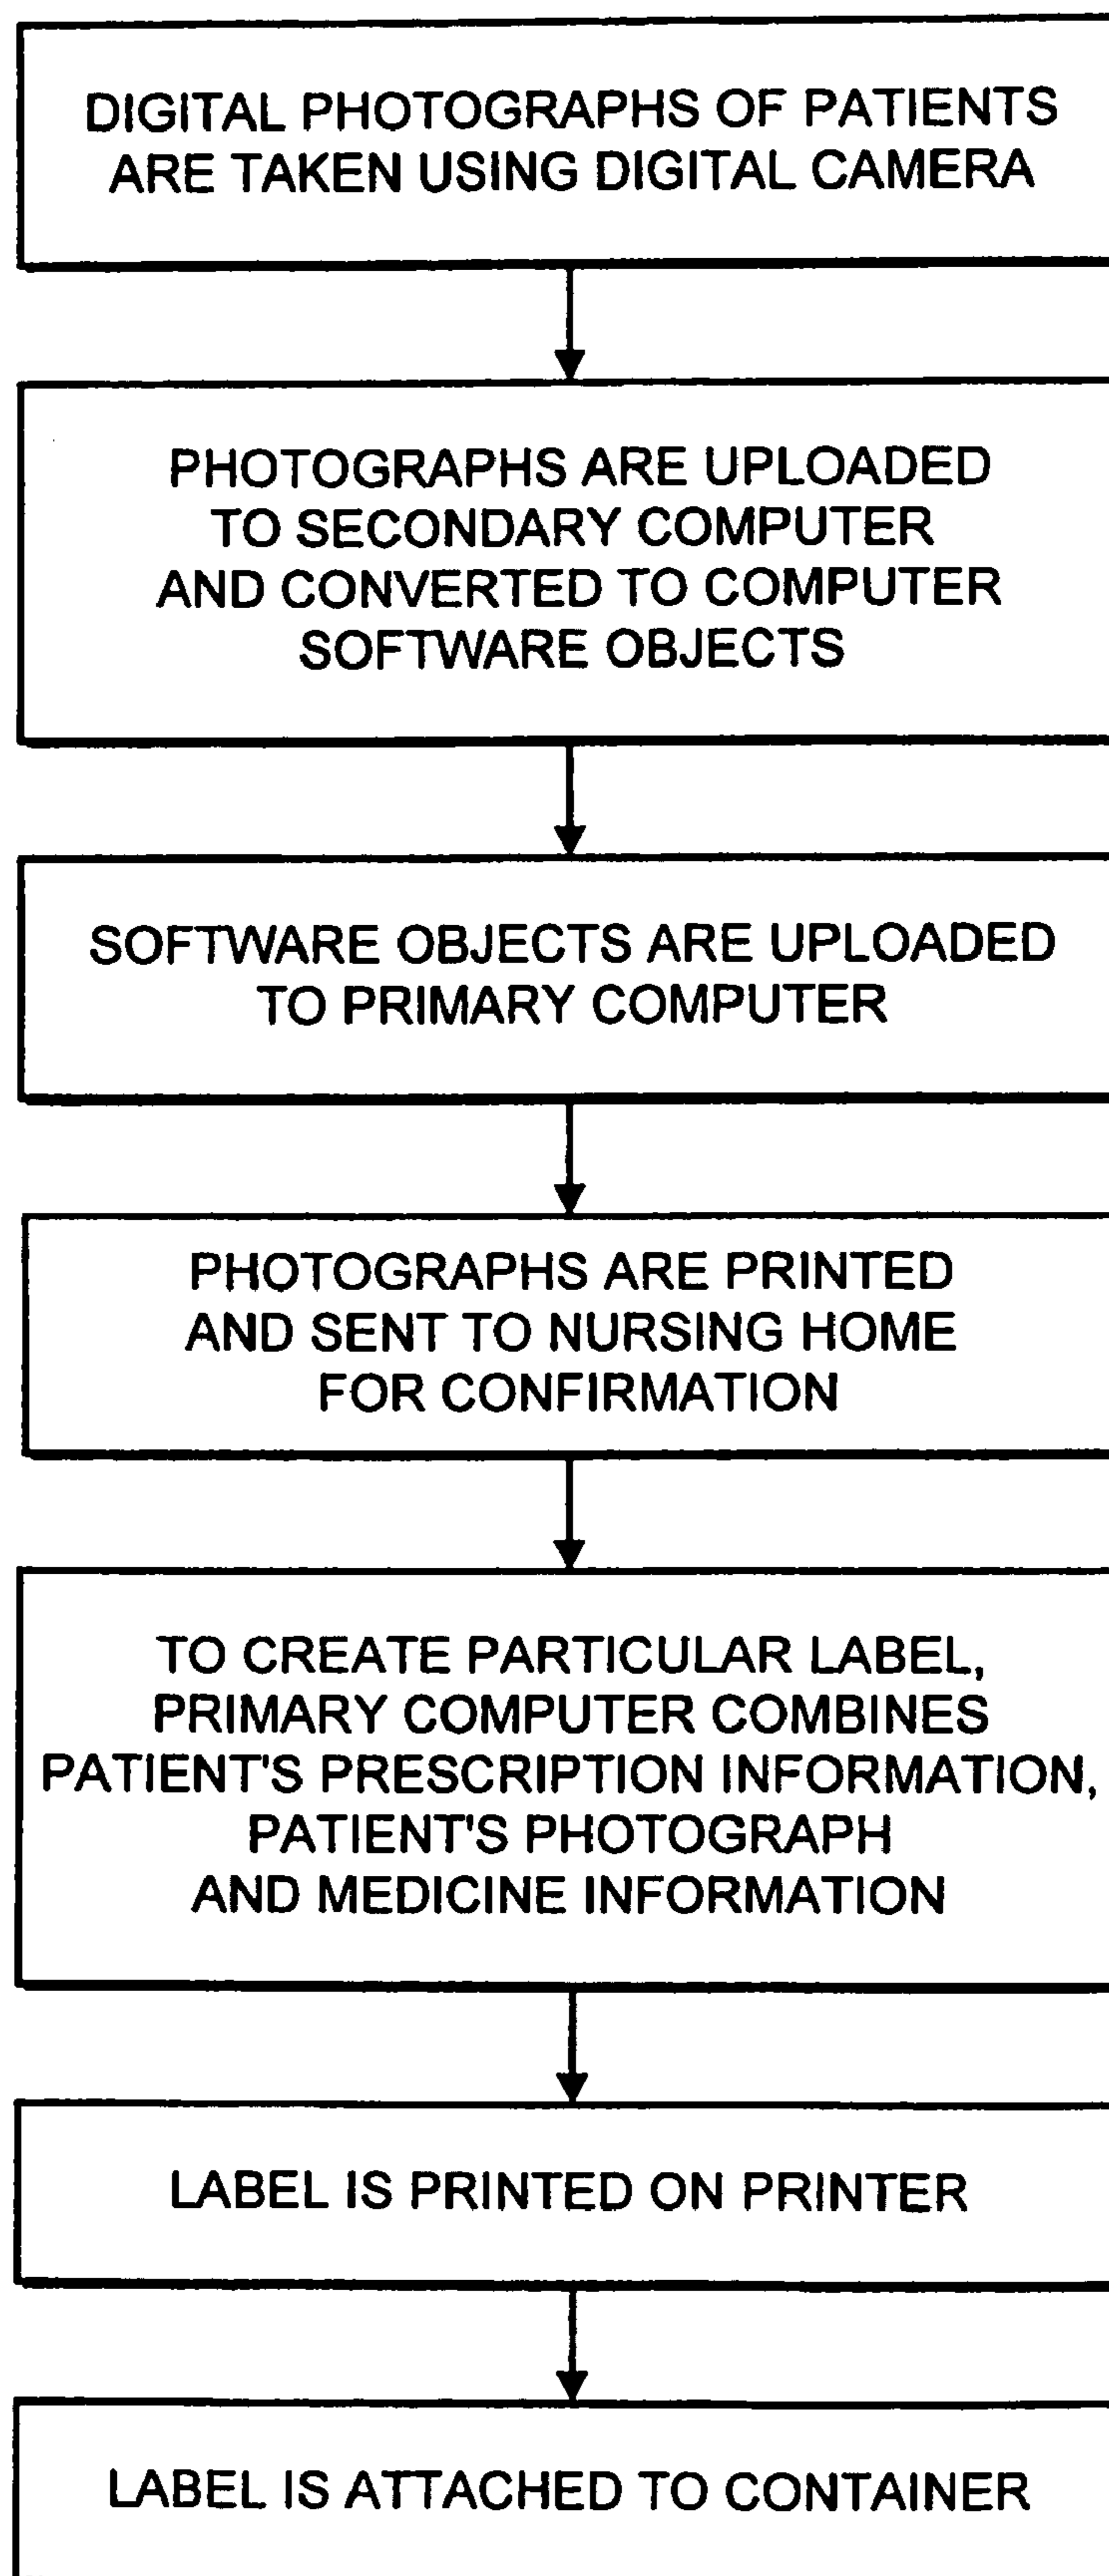 DIGITAL PHOTOGRAPHS OF PATIENTS
ARE TAKEN USING DIGITAL CAMERA
PHOTOGRAPHS ARE UPLOADED
TO SECONDARY COMPUTER
AND CONVERTED TO COMPUTER
SOFTWARE OBJECTS
SOFTWARE OBJECTS ARE UPLOADED
TO PRIMARY COMPUTER
PHOTOGRAPHS ARE PRINTED
AND SENT TO NURSING HOME
FOR CONFIRMATION
TO CREATE PARTICULAR LABEL,
PRIMARY COMPUTER COMBINES
PATIENT'S PRESCRIPTION INFORMATION,
PATIENT'S PHOTOGRAPH
AND MEDICINE INFORMATION
LABEL IS PRINTED ON PRINTER
LABEL IS ATTACHED TO CONTAINER